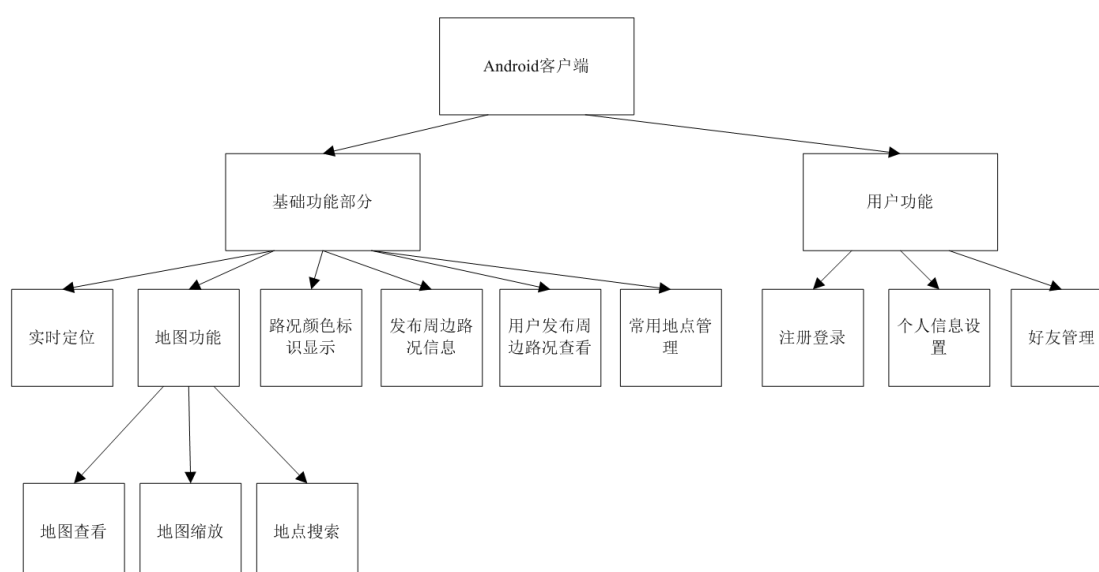 Android客户端
基础功能部分
用户功能
实时定位
地图功能
路况颜色标
识显示
发布周边路
况信息
用户发布周
边路况查看
常用地点管
理
注册登录
个人信息设
置
好友管理
地图查看
地图缩放
地点搜索